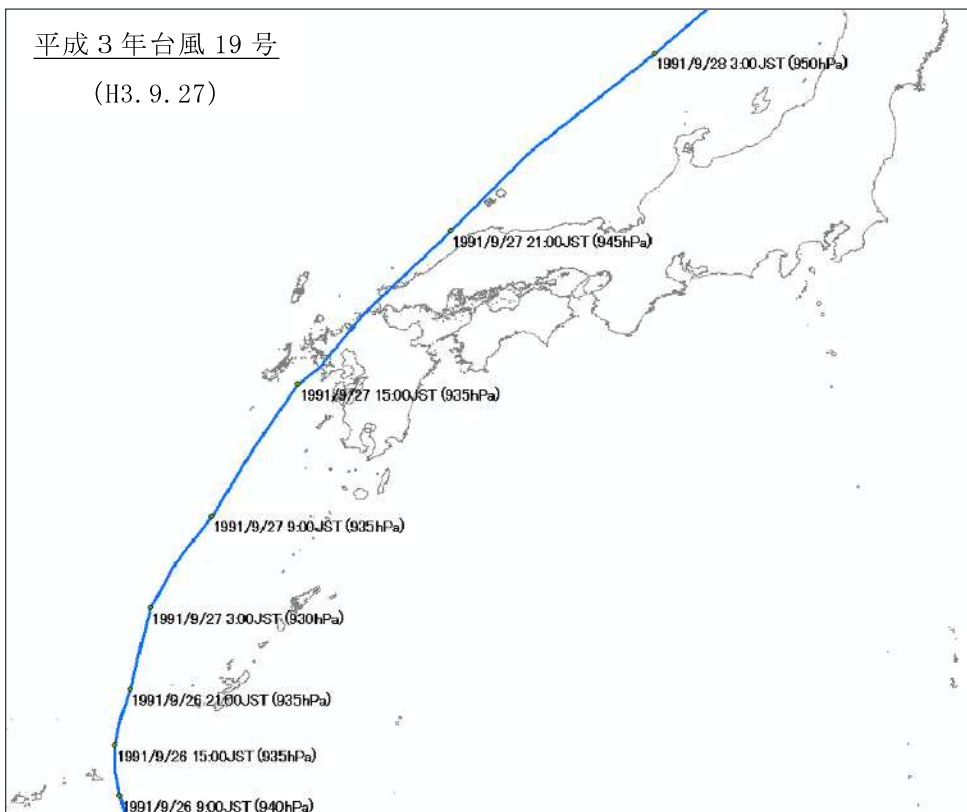 平成３年台風 19 号
(H3. 9. 27)
1991/9/28 3:00JST (950hPa)
1991/9/27 21:00JST (945hPa)
1991/9/27 15:00JST (935hPa)
1991/9/27 9:00JST (935hPa)
1991/9/27 3:00JST (930hPa)
1991/9/26 21:00JST (935hPa)
1991/9/26 15:00JST (935hPa)
1991/9/26 9:00JST (940hPa)